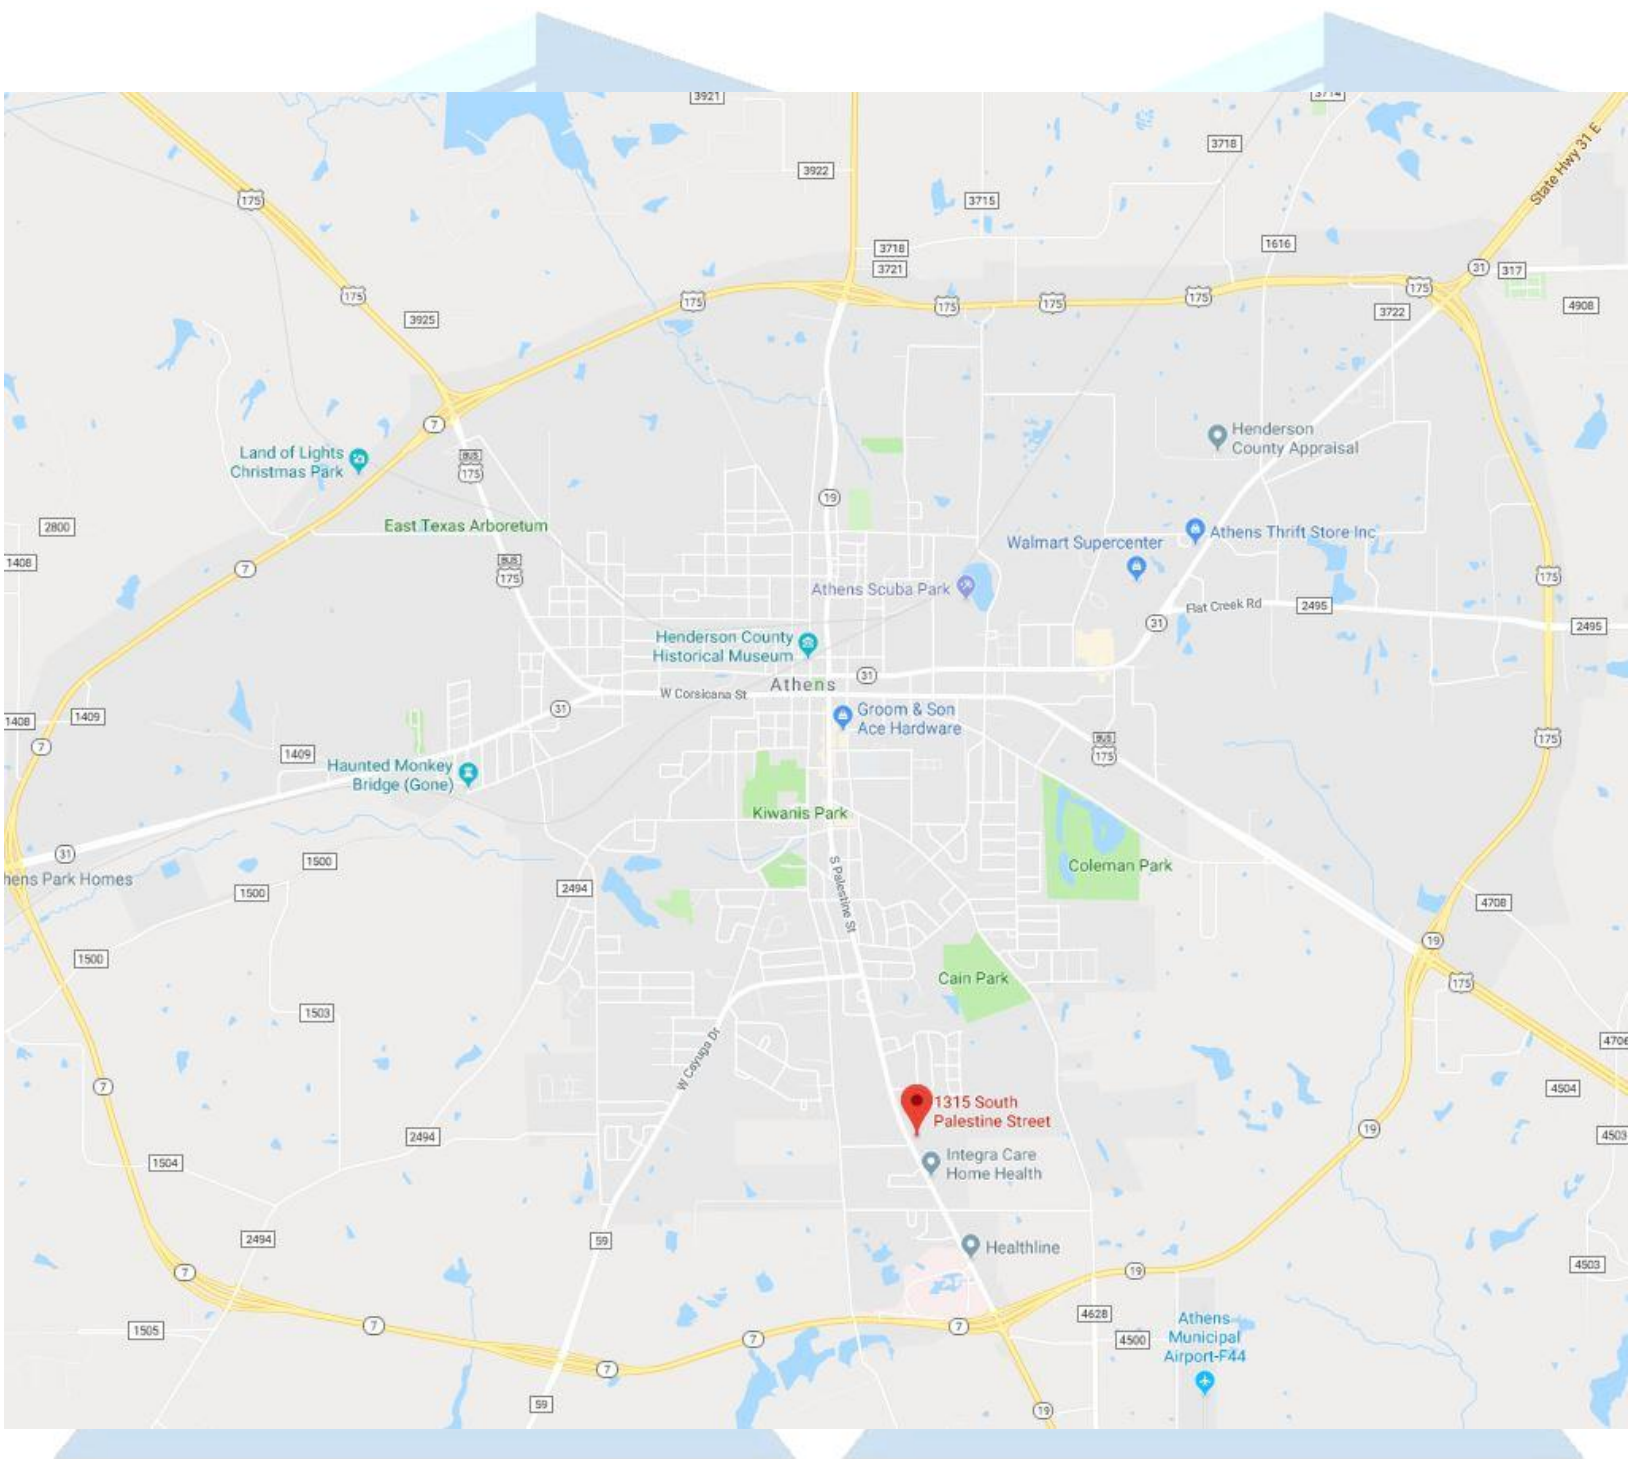 3921
3714
3718
State Hwy 31 E
3922
175
3715
3718
3721
1616
31
317
175
175
175
175
175
175
3925
3722
4908
7
Henderson
County Appraisal
Land of Lights
Christmas Park
BUS
175
19
2800
East Texas Arboretum
Athens Thrift Store Inc
Walmart Supercenter
1408
7
BUS
175
Athens Scuba Park
175
Flat Creek Rd
2495
31
2495
Henderson County
Historical Museum
Athens
31
W Corsicana St
1408
1409
31
Groom & Son
Ace Hardware
7
1409
BUS
175
175
Haunted Monkey
Bridge (Gone)
Kiwanis Park
31
1500
S Palestine St
Coleman Park
hens Park Homes
1500
2494
4708
19
1500
Cain Park
175
1503
W Cayuga Dr
4706
7
4504
1315 South
Palestine Street
19
2494
4503
1504
Integra Care
Home Health
2494
59
Healthline
4503
7
19
4628
1505
7
7
7
4500
Athens
Municipal
Airport-F44
7
59
19